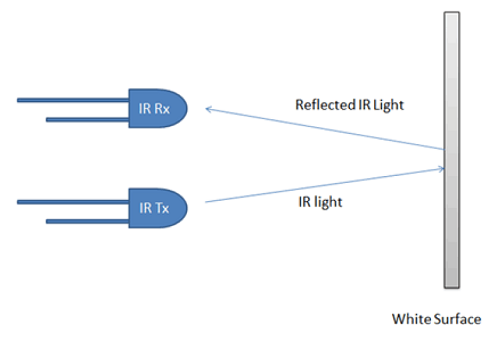 IR Rx
Reflected IR Light
IR Tx
IR light
White Surface